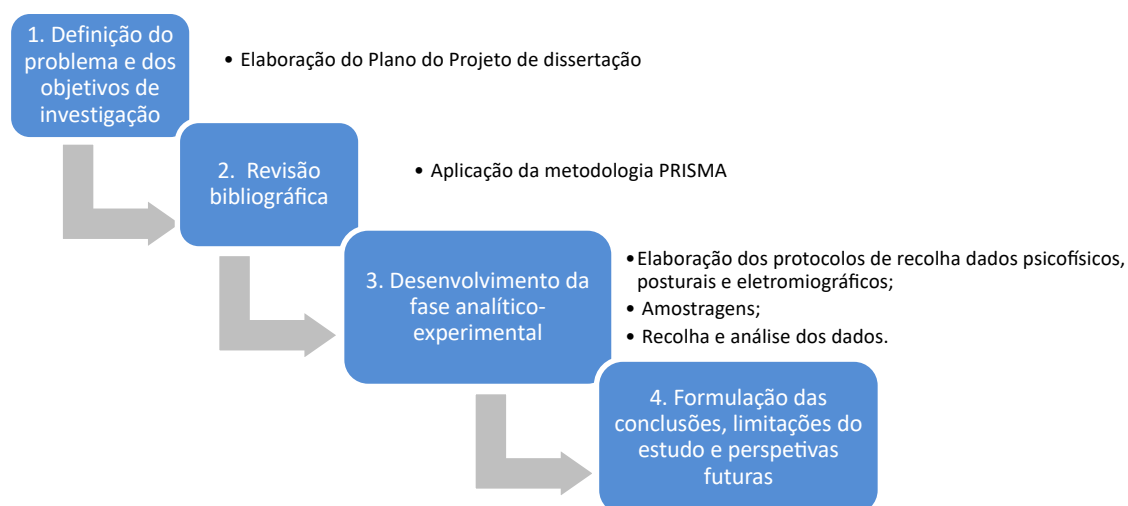 1. Definição do
problema e dos
objetivos de
investigação
• Elaboração do Plano do Projeto de dissertação
2. Revisão
bibliográfica
• Aplicação da metodologia PRISMA
3. Desenvolvimento da
fase analítico-
experimental
•Elaboração dos protocolos de recolha dados psicofísicos,
posturais e eletromiográficos;
• Amostragens;
• Recolha e análise dos dados.
4. Formulação das
conclusões, limitações do
estudo e perspetivas
futuras